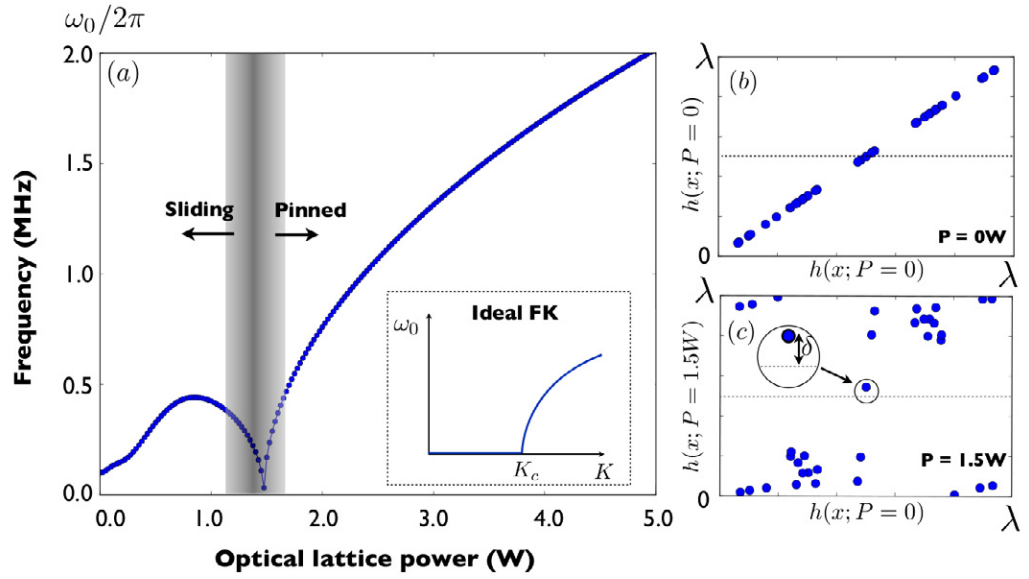 ω₀/2π
(a)
Frequency (MHz)
2.0
1.5
1.0
0.5
0.0
Sliding
Pinned
Ideal FK
ω₀
K_c
K
0.0 1.0 2.0 3.0 4.0 5.0
Optical lattice power (W)
λ
(b)
h(x; P = 0)
P = 0W
0
h(x; P = 0)
λ
λ
(c)
δ
h(x; P = 1.5W)
P = 1.5W
0
h(x; P = 0)
λ